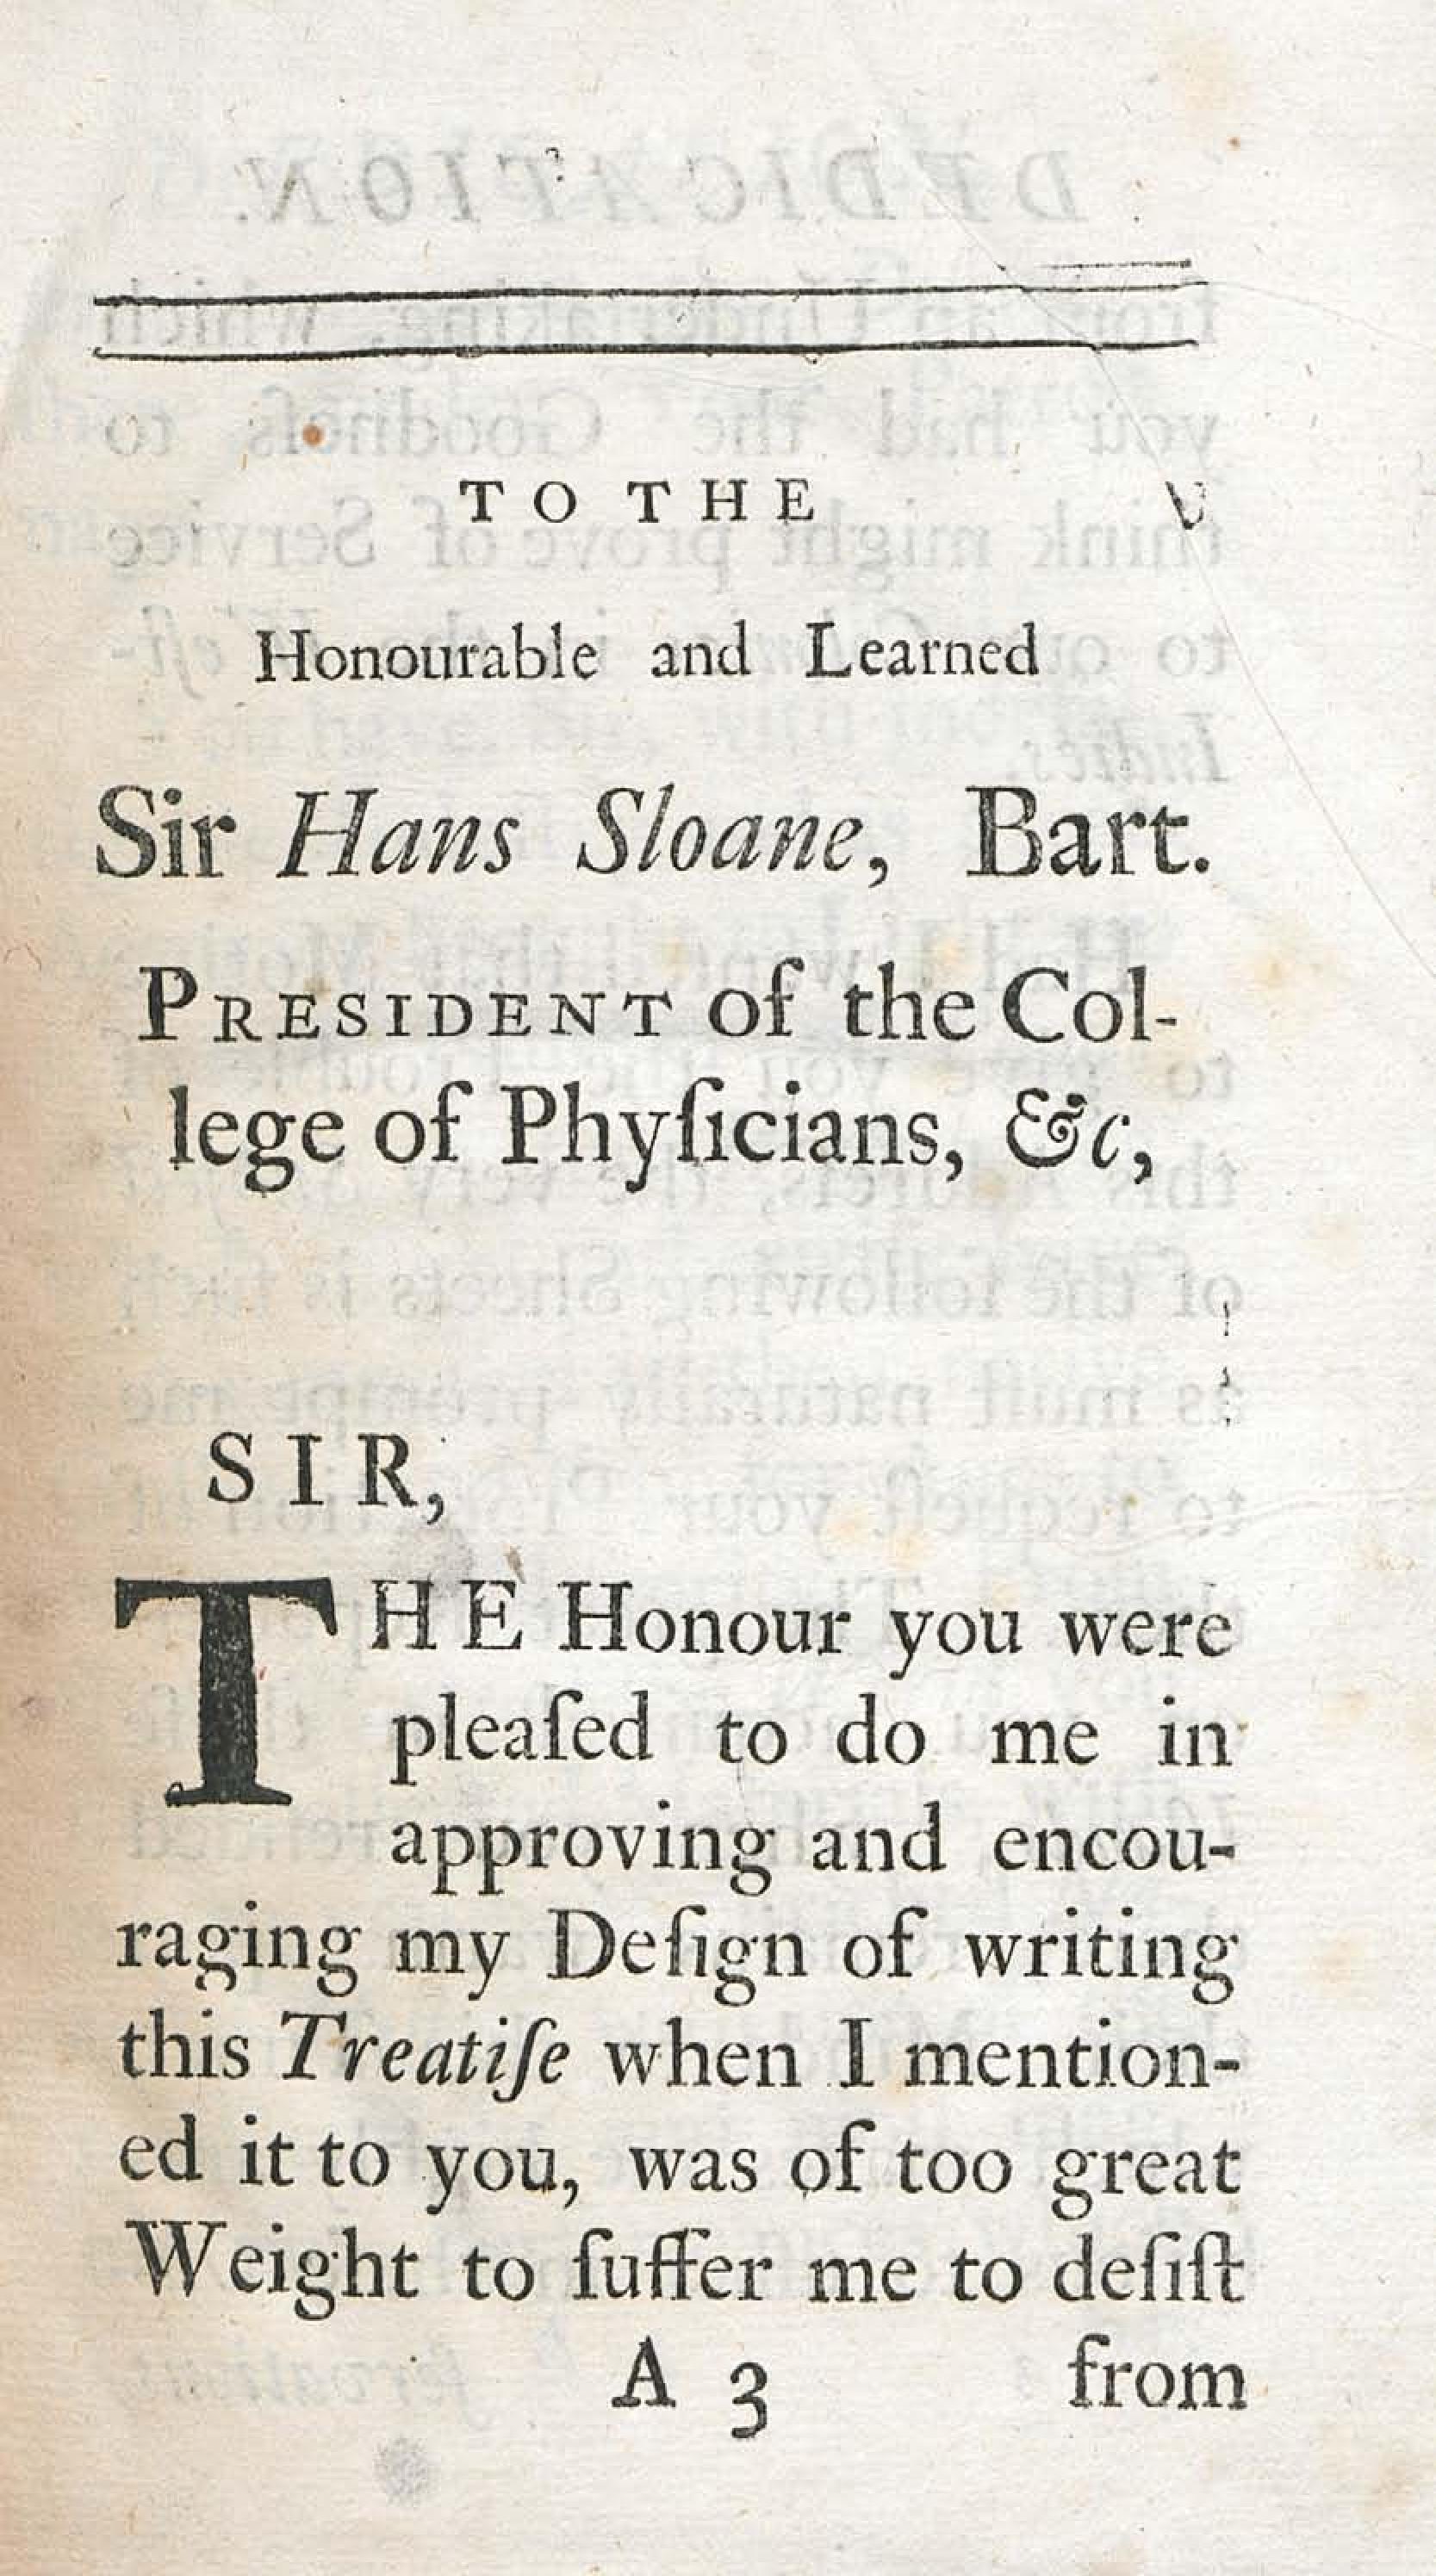 TO THE
Honourable and Learned
Sir Hans Sloane, Bart.
PRESIDENT of the Col-
lege of Phyſicians, &c,
SIR,
THE Honour you were
pleaſed to do me in
approving and encou-
raging my Deſign of writing
this Treatiſe when I mention-
ed it to you, was of too great
Weight to ſuffer me to deſiſt
A 3 from